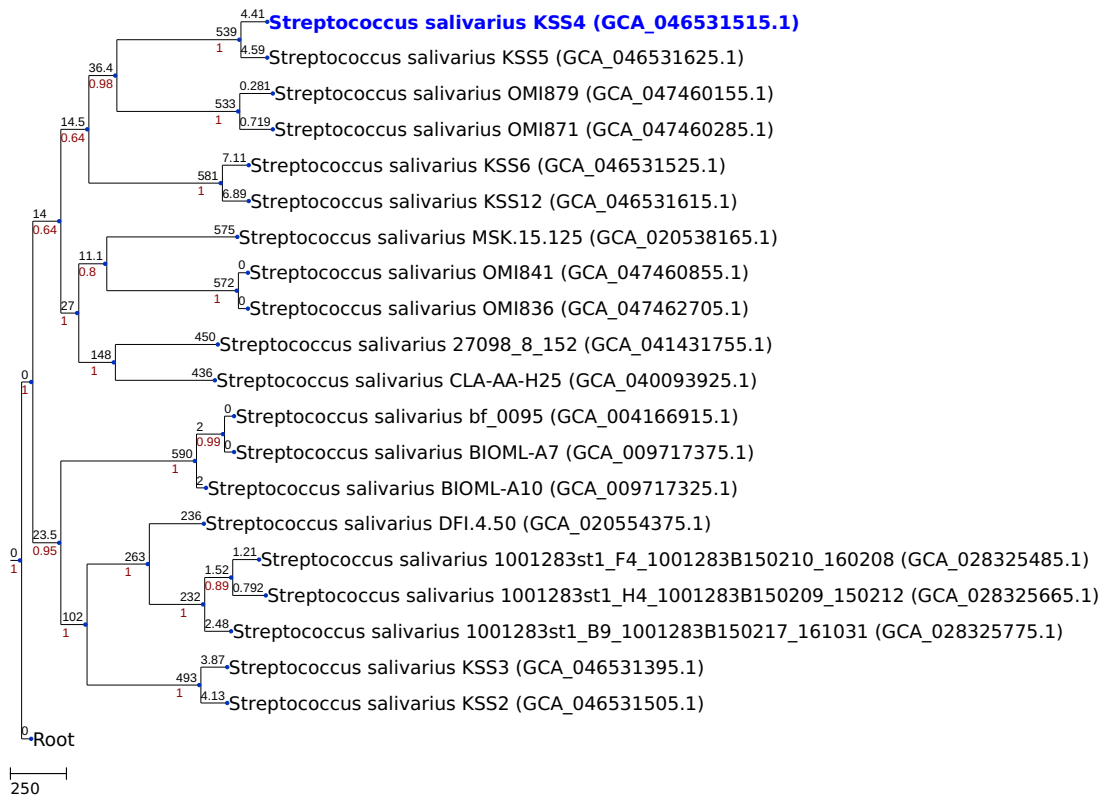 4.41
Streptococcus salivarius KSS4 (GCA_046531515.1)
539
1
4.59
Streptococcus salivarius KSS5 (GCA_046531625.1)
36.4
0.98
0.281
Streptococcus salivarius OMI879 (GCA_047460155.1)
533
1
0.719
Streptococcus salivarius OMI871 (GCA_047460285.1)
14.5
0.64
7.11
Streptococcus salivarius KSS6 (GCA_046531525.1)
581
1
6.89
Streptococcus salivarius KSS12 (GCA_046531615.1)
14
0.64
575
Streptococcus salivarius MSK.15.125 (GCA_020538165.1)
11.1
0.8
0
Streptococcus salivarius OMI841 (GCA_047460855.1)
572
1
0
Streptococcus salivarius OMI836 (GCA_047462705.1)
27
1
450
Streptococcus salivarius 27098_8_152 (GCA_041431755.1)
148
1
436
Streptococcus salivarius CLA-AA-H25 (GCA_040093925.1)
0
1
0
Streptococcus salivarius bf_0095 (GCA_004166915.1)
2
0.99
0
Streptococcus salivarius BIOML-A7 (GCA_009717375.1)
590
1
2
Streptococcus salivarius BIOML-A10 (GCA_009717325.1)
23.5
0.95
236
Streptococcus salivarius DFI.4.50 (GCA_020554375.1)
263
1
1.21
Streptococcus salivarius 1001283st1_F4_1001283B150210_160208 (GCA_028325485.1)
1.52
0.89
0.792
Streptococcus salivarius 1001283st1_H4_1001283B150209_150212 (GCA_028325665.1)
232
1
2.48
Streptococcus salivarius 1001283st1_B9_1001283B150217_161031 (GCA_028325775.1)
0
1
102
1
3.87
Streptococcus salivarius KSS3 (GCA_046531395.1)
493
1
4.13
Streptococcus salivarius KSS2 (GCA_046531505.1)
0
Root
250